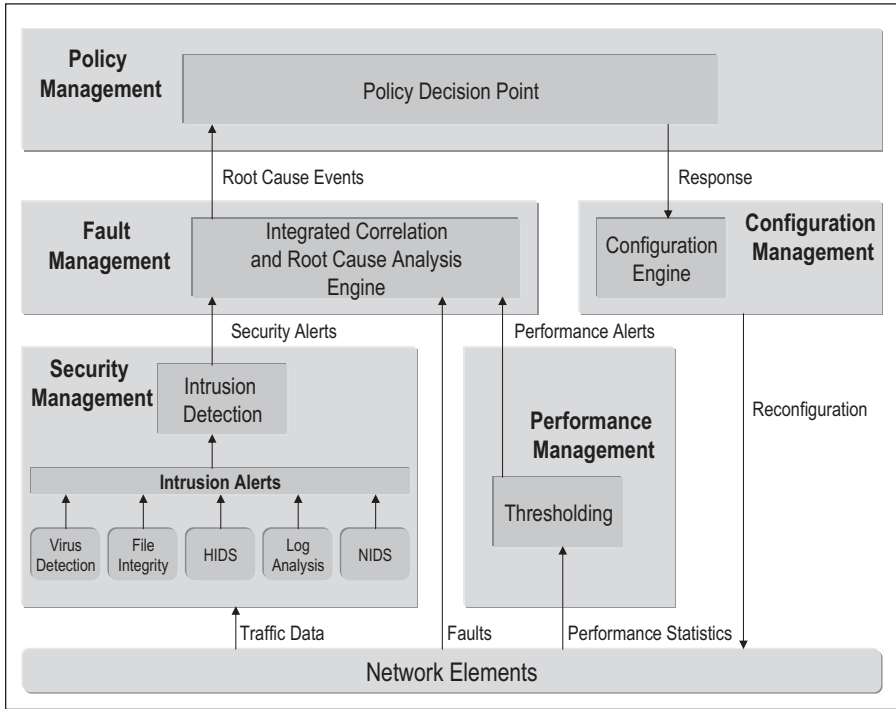 Policy
Management
Policy Decision Point
Root Cause Events
Response
Fault
Management
Integrated Correlation
and Root Cause Analysis
Engine
Configuration
Engine
Configuration
Management
Security Alerts
Performance Alerts
Security
Management
Intrusion
Detection
Reconfiguration
Performance
Management
Intrusion Alerts
Thresholding
Virus
Detection
File
Integrity
HIDS
Log
Analysis
NIDS
Traffic Data
Faults
Performance Statistics
Network Elements